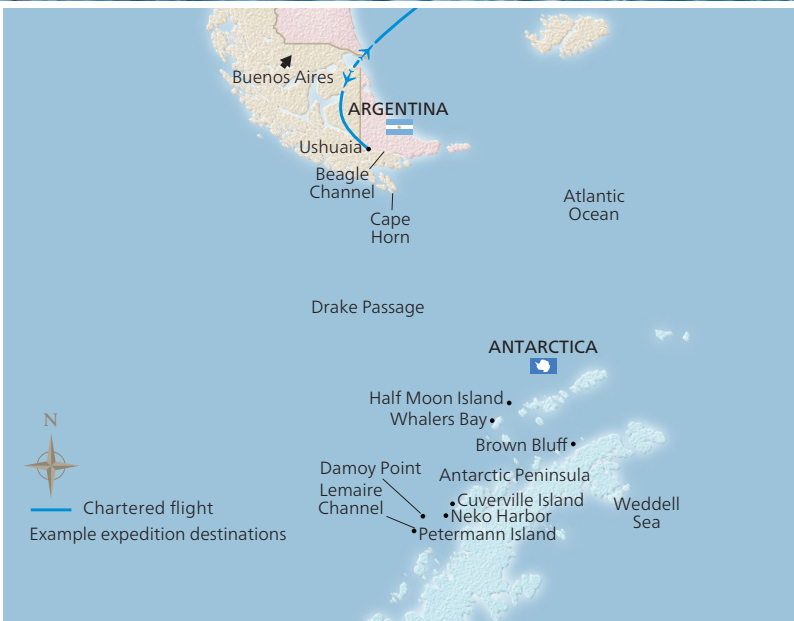 Buenos Aires
ARGENTINA
Ushuaia
Beagle
Channel
Cape
Horn
Atlantic
Ocean
Drake Passage
ANTARCTICA
Half Moon Island
Whalers Bay
Brown Bluff
Damoy Point
Antarctic Peninsula
Lemaire
Channel
Cuverville Island
Neko Harbor
Petermann Island
Weddell
Sea
N
Chartered flight
Example expedition destinations